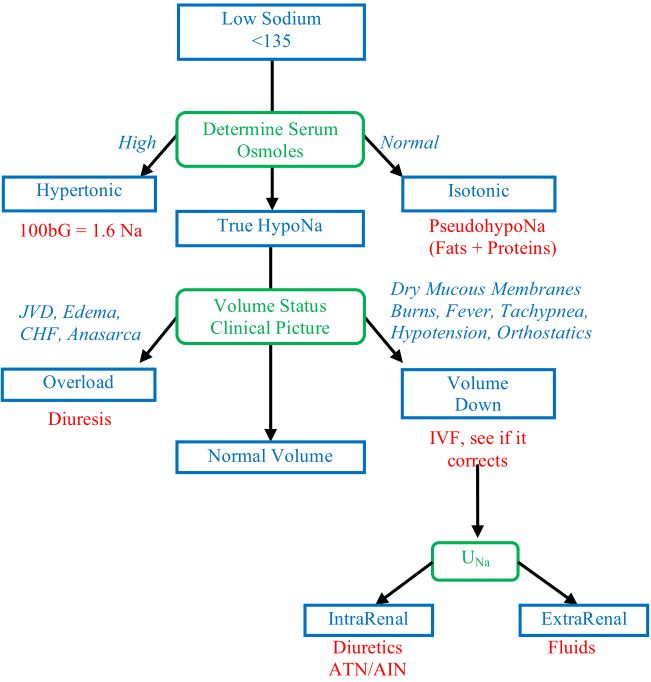 Low Sodium
<135
Determine Serum
Osmoles
High
Normal
Hypertonic
100bG = 1.6 Na
True HypoNa
Isotonic
PseudohypoNa
(Fats + Proteins)
Volume Status
Clinical Picture
JVD, Edema,
CHF, Anasarca
Dry Mucous Membranes
Burns, Fever, Tachypnea,
Hypotension, Orthostatics
Overload
Diuresis
Normal Volume
Volume
Down
IVF, see if it
corrects
UNa
IntraRenal
Diuretics
ATN/AIN
ExtraRenal
Fluids